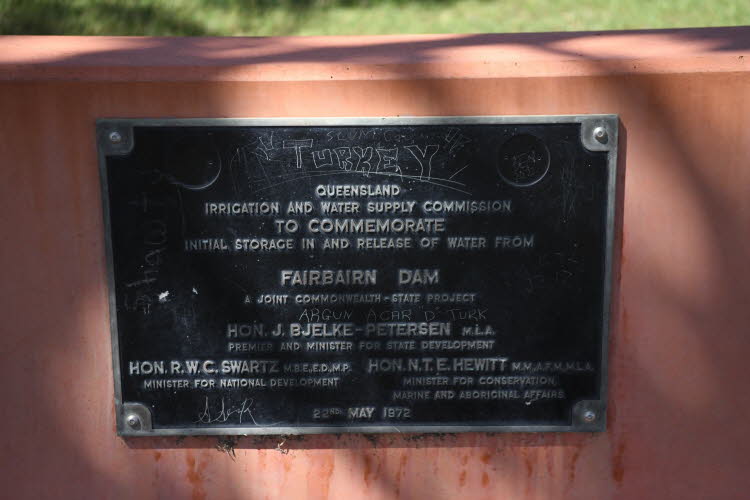 TURKEY
QUEENSLAND
IRRIGATION AND WATER SUPPLY COMMISSION
TO COMMEMORATE
INITIAL STORAGE IN AND RELEASE OF WATER FROM
Shawty
FAIRBAIRN DAM
A JOINT COMMONWEALTH-STATE PROJECT
ARGUN ACAR D' TURK
HON. J. BJELKE-PETERSEN M.L.A.
PREMIER AND MINISTER FOR STATE DEVELOPMENT
HON. R.W.C. SWARTZ M.B.E.,E.D.,M.P. HON. N.T.E. HEWITT M.M.,A.F.M.,M.L.A.
MINISTER FOR NATIONAL DEVELOPMENT MINISTER FOR CONSERVATION,
MARINE AND ABORIGINAL AFFAIRS
22ND. MAY 1972